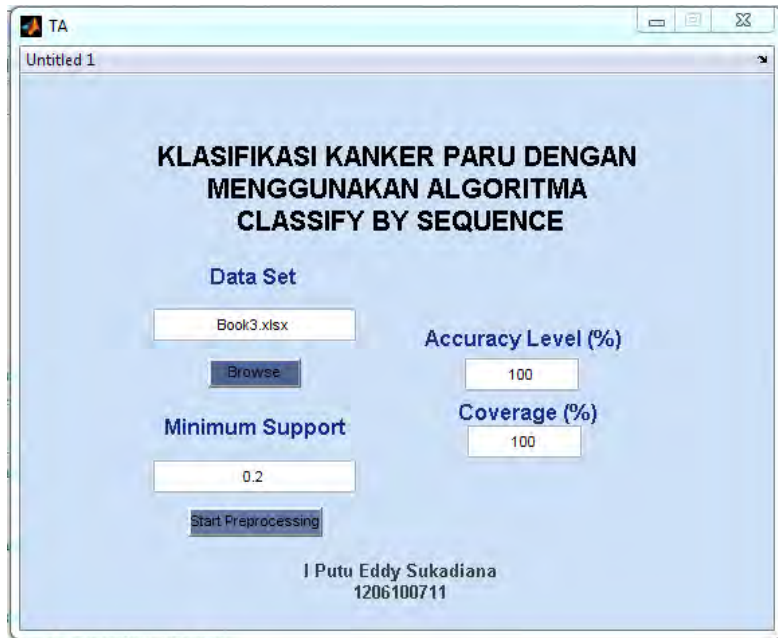 TA
Untitled 1
KLASIFIKASI KANKER PARU DENGAN
MENGGUNAKAN ALGORITMA
CLASSIFY BY SEQUENCE
Data Set
Book3.xlsx
Browse
Minimum Support
0.2
Start Preprocessing
Accuracy Level (%)
100
Coverage (%)
100
I Putu Eddy Sukadiana
1206100711